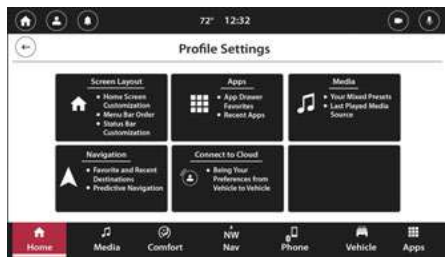 72° 12:32
Profile Settings
Screen Layout
• Home Screen
Customization
• Menu Bar Order
• Status Bar
Customization
Apps
• App Drawer
Favorites
• Recent Apps
Media
• Your Mixed Presets
• Last Played Media
Source
Navigation
• Favorite and Recent
Destinations
• Predictive Navigation
Connect to Cloud
• Being Your
Preferences from
Vehicle to Vehicle
NW
Home Media Comfort Nav Phone Vehicle Apps